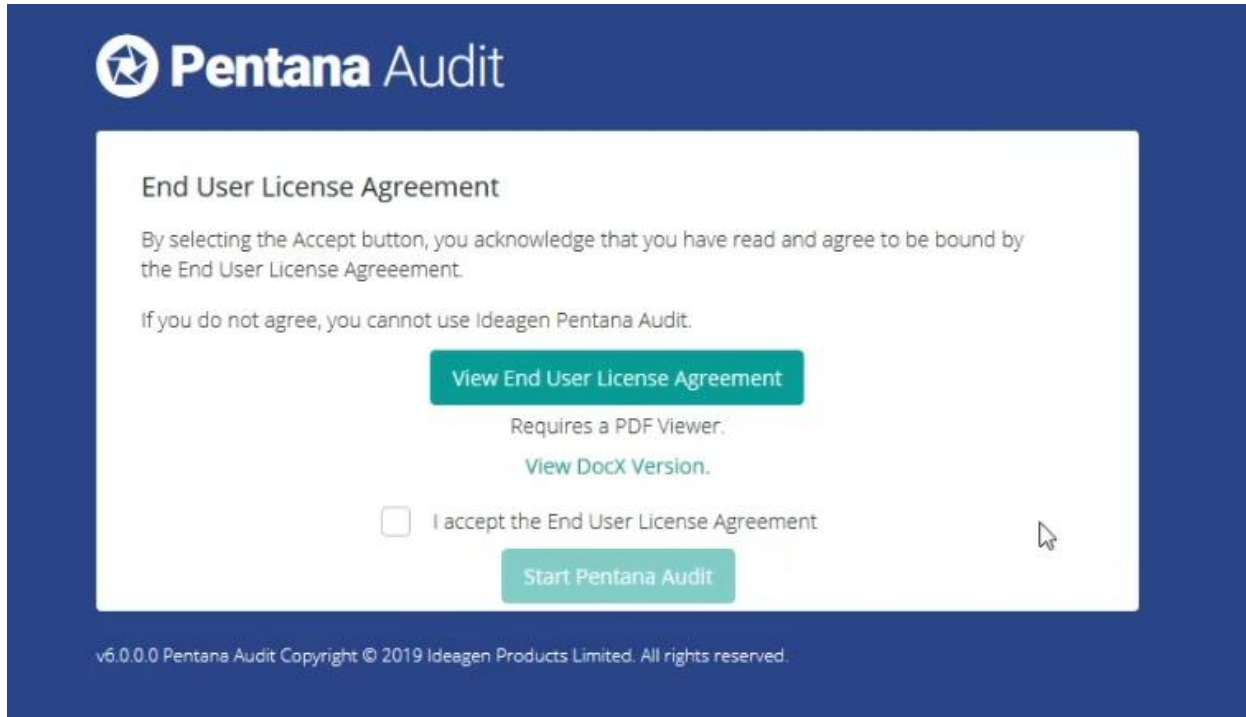 Pentana Audit
End User License Agreement
By selecting the Accept button, you acknowledge that you have read and agree to be bound by
the End User License Agreeement.
If you do not agree, you cannot use Ideagen Pentana Audit.
View End User License Agreement
Requires a PDF Viewer.
View DocX Version.
I accept the End User License Agreement
Start Pentana Audit
v6.0.0.0 Pentana Audit Copyright © 2019 Ideagen Products Limited. All rights reserved.